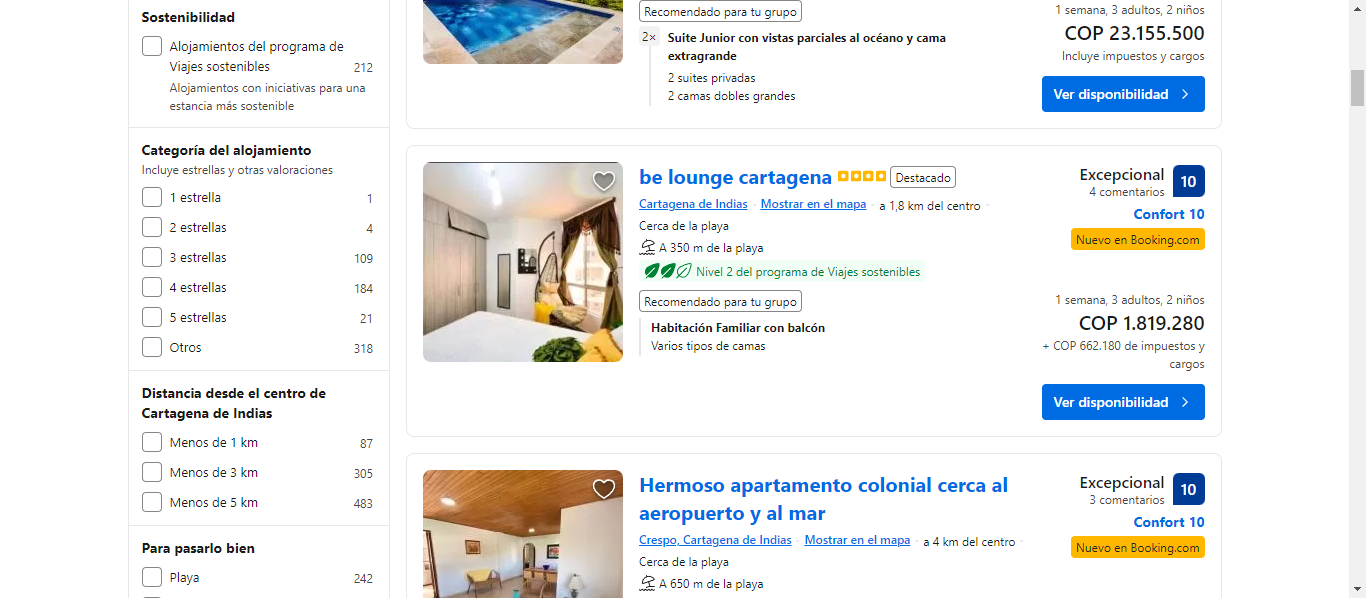 Sostenibilidad
Alojamientos del programa de
Viajes sostenibles 212
Alojamientos con iniciativas para una
estancia más sostenible
Categoría del alojamiento
Incluye estrellas y otras valoraciones
1 estrella 1
2 estrellas 4
3 estrellas 109
4 estrellas 184
5 estrellas 21
Otros 318
Distancia desde el centro de
Cartagena de Indias
Menos de 1 km 87
Menos de 3 km 305
Menos de 5 km 483
Para pasarlo bien
Playa 242
Recomendado para tu grupo
2× Suite Junior con vistas parciales al océano y cama
extragrande
2 suites privadas
2 camas dobles grandes
1 semana, 3 adultos, 2 niños
COP 23.155.500
Incluye impuestos y cargos
Ver disponibilidad
be lounge cartagena Destacado
Cartagena de Indias · Mostrar en el mapa · a 1,8 km del centro ·
Cerca de la playa
A 350 m de la playa
Nivel 2 del programa de Viajes sostenibles
Recomendado para tu grupo
Habitación Familiar con balcón
Varios tipos de camas
Excepcional 10
4 comentarios
Confort 10
Nuevo en Booking.com
1 semana, 3 adultos, 2 niños
COP 1.819.280
+ COP 662.180 de impuestos y
cargos
Ver disponibilidad
Hermoso apartamento colonial cerca al
aeropuerto y al mar
Crespo, Cartagena de Indias · Mostrar en el mapa · a 4 km del centro ·
Cerca de la playa
A 650 m de la playa
Excepcional 10
3 comentarios
Confort 10
Nuevo en Booking.com